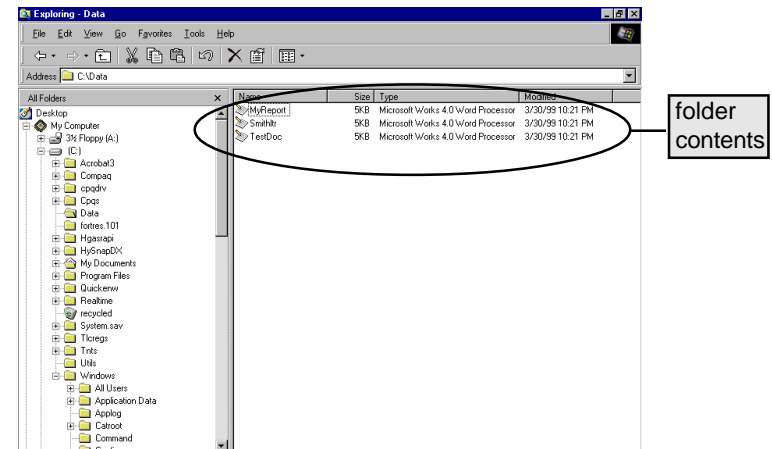 Exploring - Data
File Edit View Go Favorites Tools Help
Address C:\Data
All Folders
Desktop
My Computer
3½ Floppy (A:)
(C:)
Acrobat3
Compaq
cpqdrv
Cpqs
Data
fortres.101
Hgasrapi
HySnapDX
My Documents
Program Files
Quickenw
Realtime
recycled
System.sav
Tlcregs
Tnts
Utils
Windows
All Users
Application Data
Applog
Catroot
Command
Name Size Type Modified
MyReport 5KB Microsoft Works 4.0 Word Processor 3/30/99 10:21 PM
Smithltr 5KB Microsoft Works 4.0 Word Processor 3/30/99 10:21 PM
TestDoc 5KB Microsoft Works 4.0 Word Processor 3/30/99 10:21 PM
folder
contents